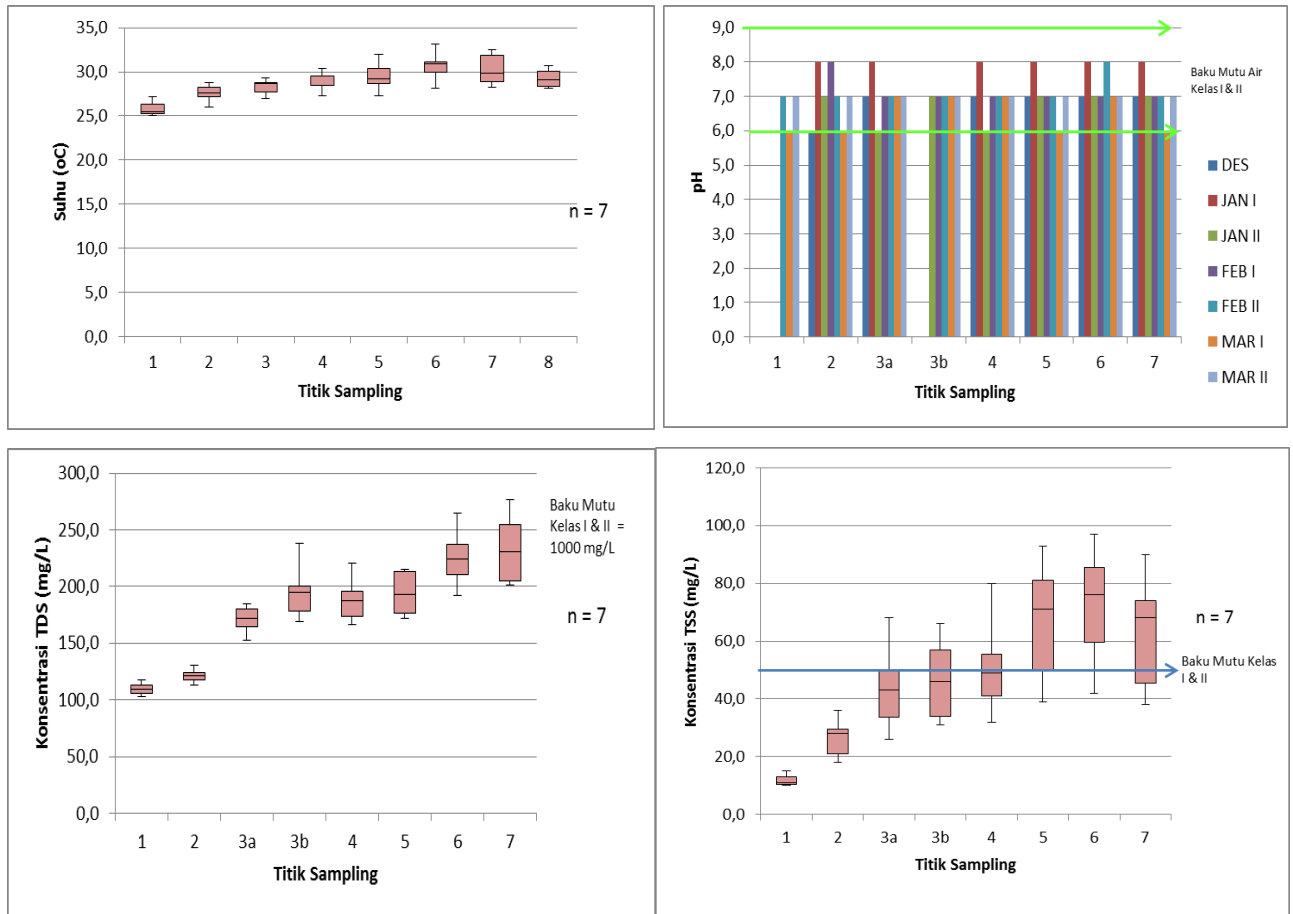 35,0
30,0
25,0
20,0
15,0
10,0
5,0
0,0
Suhu (oC)
n = 7
1 2 3 4 5 6 7 8
Titik Sampling
9,0
8,0
7,0
6,0
5,0
4,0
3,0
2,0
1,0
0,0
pH
Baku Mutu Air
Kelas I & II
DES
JAN I
JAN II
FEB I
FEB II
MAR I
MAR II
1 2 3a 3b 4 5 6 7
Titik Sampling
300,0
250,0
200,0
150,0
100,0
50,0
0,0
Konsentrasi TDS (mg/L)
Baku Mutu
Kelas I & II =
1000 mg/L
n = 7
1 2 3a 3b 4 5 6 7
Titik Sampling
120,0
100,0
80,0
60,0
40,0
20,0
0,0
Konsentrasi TSS (mg/L)
n = 7
Baku Mutu Kelas
I & II
1 2 3a 3b 4 5 6 7
Titik Sampling